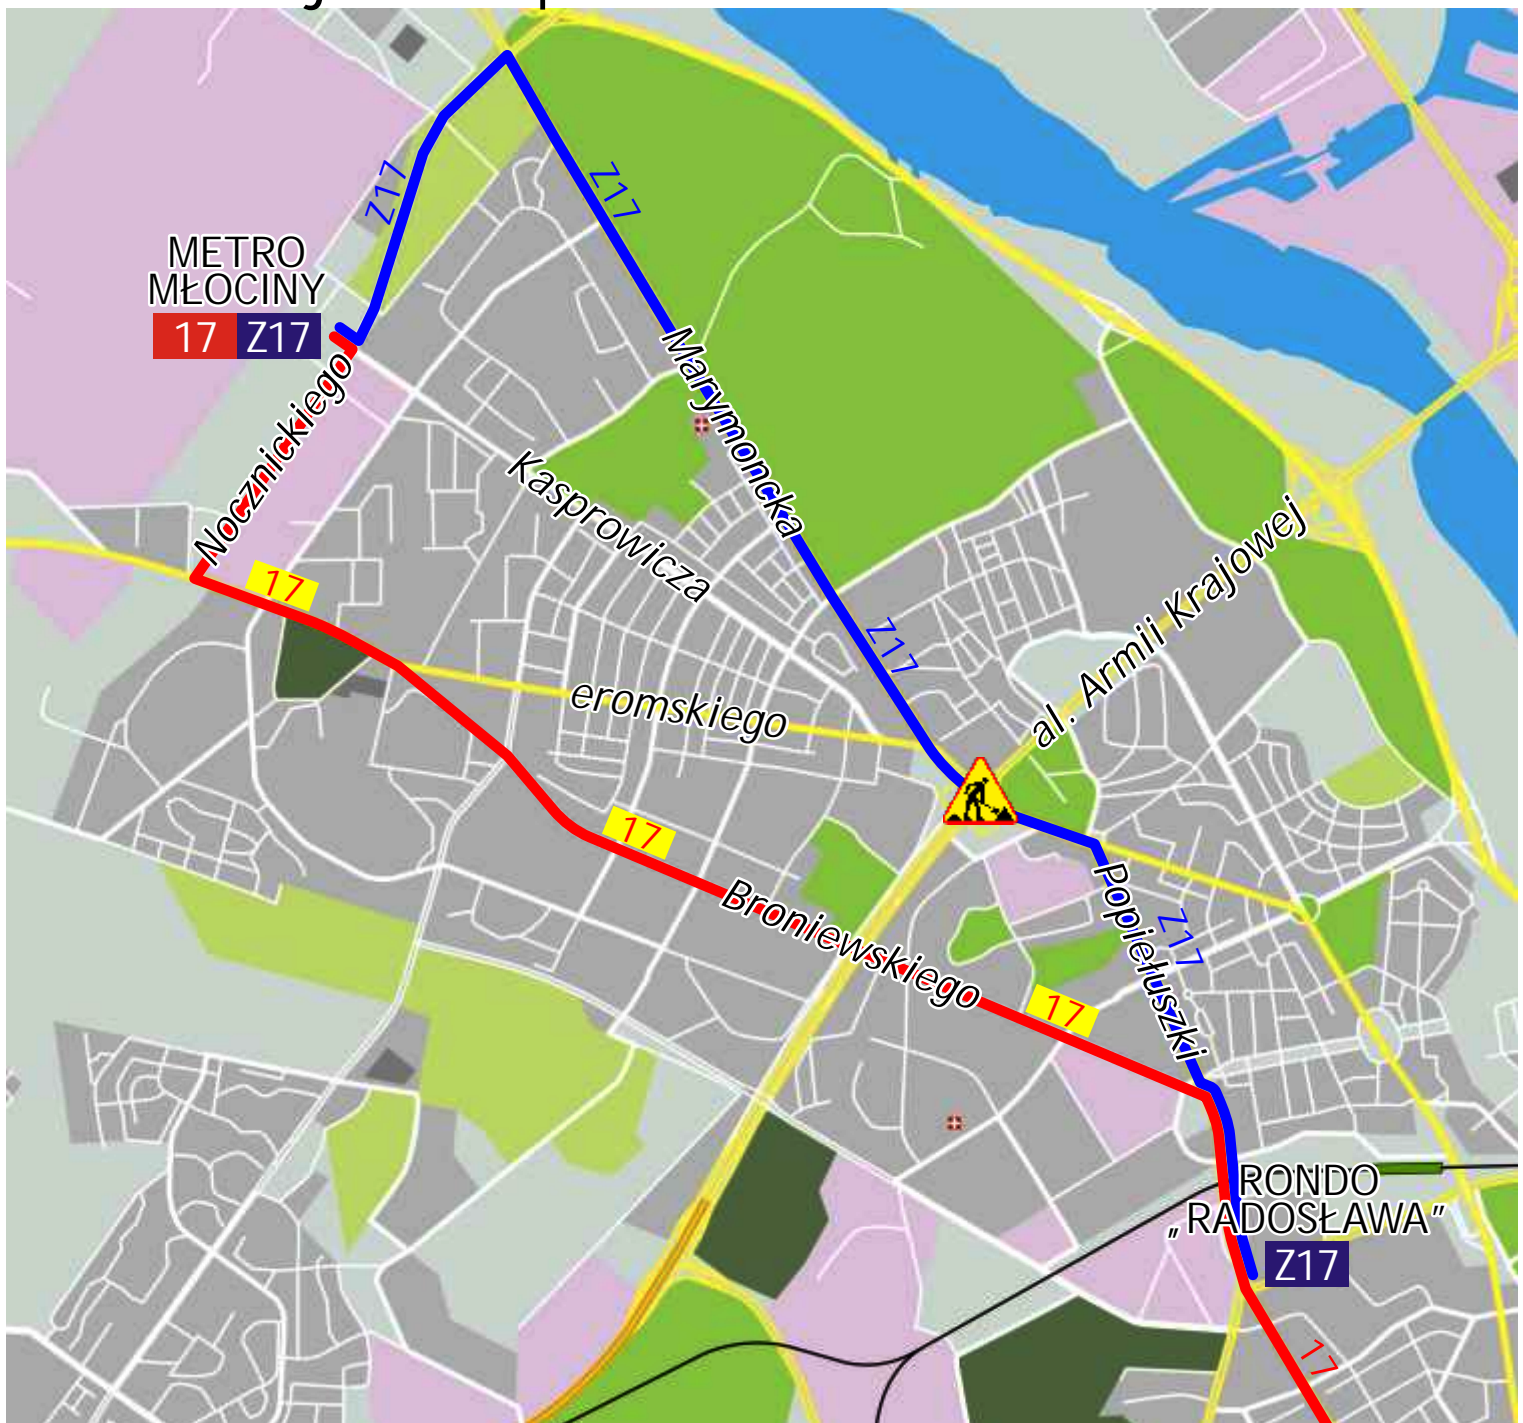 Z17
Z17
METRO
MŁOCINY
17 Z17
Nocznickiego
Marymoncka
Kasprowicza
17
al. Armii Krajowej
Z17
eromskiego
17
Broniewskiego
Popiełuszki
Z17
17
RONDO
„RADOSŁAWA”
Z17
17